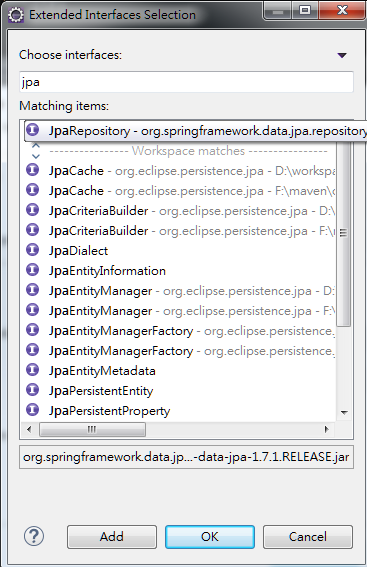 Extended Interfaces Selection
Choose interfaces:
jpa
Matching items:
JpaRepository - org.springframework.data.jpa.repository
Workspace matches
JpaCache - org.eclipse.persistence.jpa - D:\worksp
JpaCache - org.eclipse.persistence.jpa - F:\maven\
JpaCriteriaBuilder - org.eclipse.persistence.jpa - D:\
JpaCriteriaBuilder - org.eclipse.persistence.jpa - F:\
JpaDialect
JpaEntityInformation
JpaEntityManager - org.eclipse.persistence.jpa - D:
JpaEntityManager - org.eclipse.persistence.jpa - F:\
JpaEntityManagerFactory - org.eclipse.persistence.
JpaEntityManagerFactory - org.eclipse.persistence.
JpaEntityMetadata
JpaPersistentEntity
JpaPersistentProperty
org.springframework.data.jp...-data-jpa-1.7.1.RELEASE.jar
? Add OK Cancel